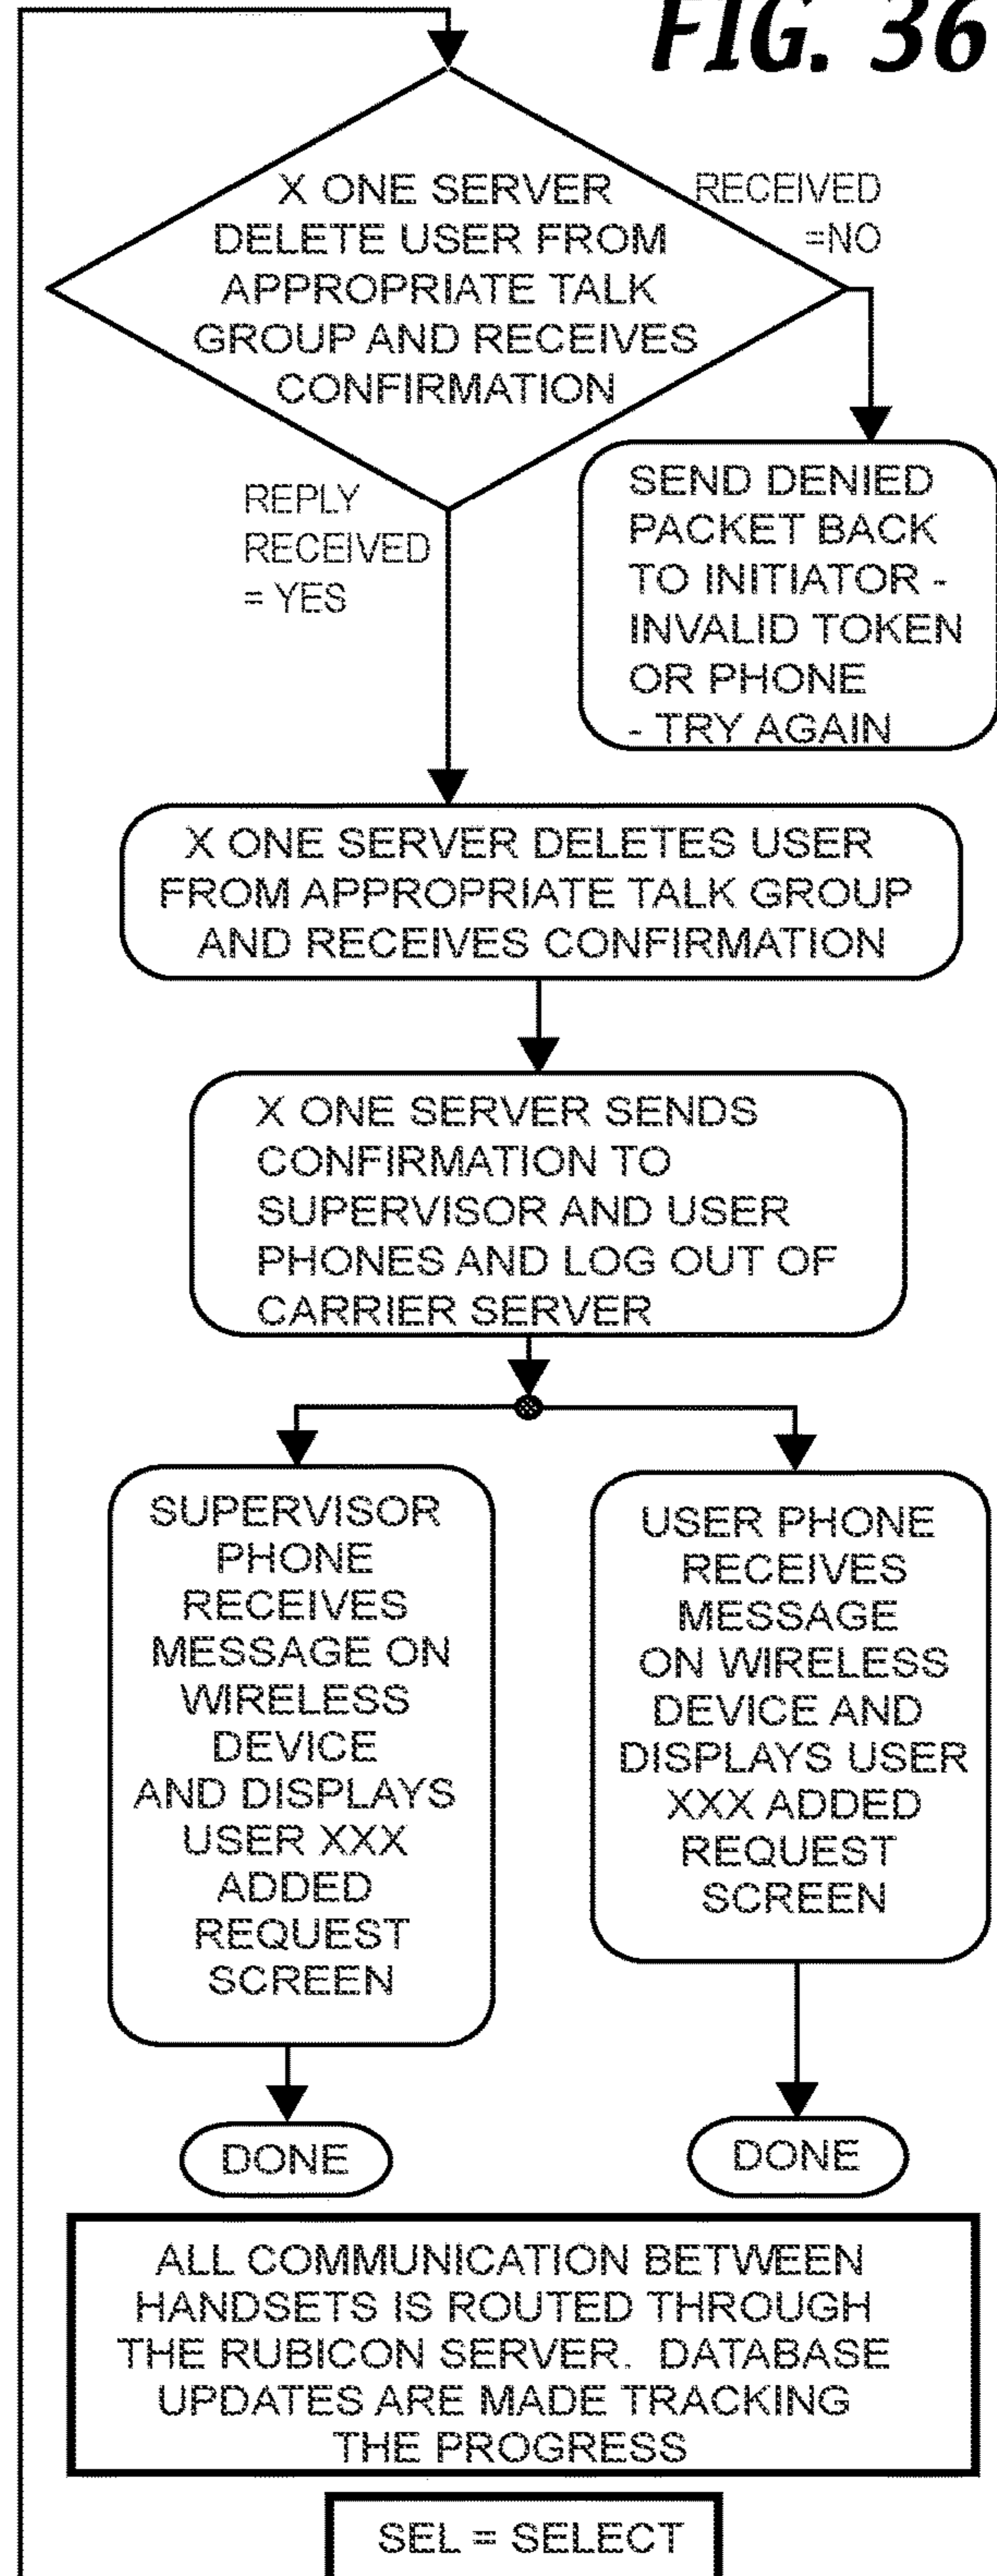 FIG. 36
X ONE SERVER
DELETE USER FROM
APPROPRIATE TALK
GROUP AND RECEIVES
CONFIRMATION
RECEIVED
=NO
SEND DENIED
PACKET BACK
TO INITIATOR -
INVALID TOKEN
OR PHONE
- TRY AGAIN
REPLY
RECEIVED
= YES
X ONE SERVER DELETES USER
FROM APPROPRIATE TALK GROUP
AND RECEIVES CONFIRMATION
X ONE SERVER SENDS
CONFIRMATION TO
SUPERVISOR AND USER
PHONES AND LOG OUT OF
CARRIER SERVER
SUPERVISOR
PHONE
RECEIVES
MESSAGE ON
WIRELESS
DEVICE
AND DISPLAYS
USER XXX
ADDED
REQUEST
SCREEN
DONE
USER PHONE
RECEIVES
MESSAGE
ON WIRELESS
DEVICE AND
DISPLAYS USER
XXX ADDED
REQUEST
SCREEN
DONE
ALL COMMUNICATION BETWEEN
HANDSETS IS ROUTED THROUGH
THE RUBICON SERVER. DATABASE
UPDATES ARE MADE TRACKING
THE PROGRESS
SEL = SELECT